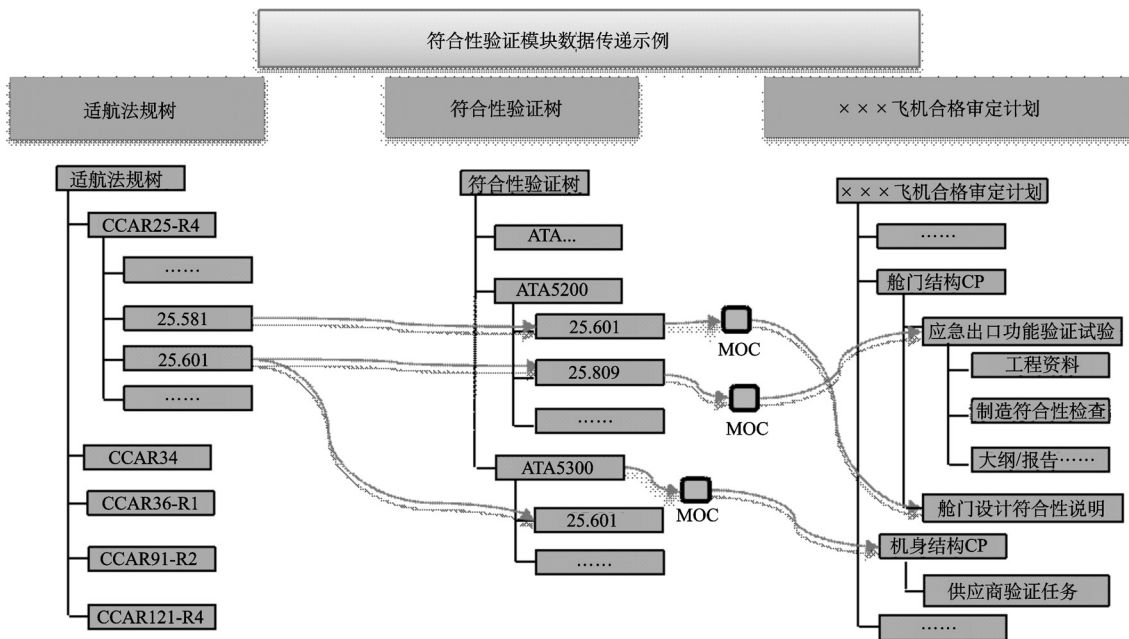 符合性验证模块数据传递示例
适航法规树
符合性验证树
×××飞机合格审定计划
适航法规树
CCAR25-R4
……
25.581
25.601
……
CCAR34
CCAR36-R1
CCAR91-R2
CCAR121-R4
符合性验证树
ATA...
ATA5200
25.601
25.809
……
ATA5300
25.601
……
MOC
MOC
MOC
×××飞机合格审定计划
……
舱门结构CP
应急出口功能验证试验
工程资料
制造符合性检查
大纲/报告……
舱门设计符合性说明
机身结构CP
供应商验证任务
……